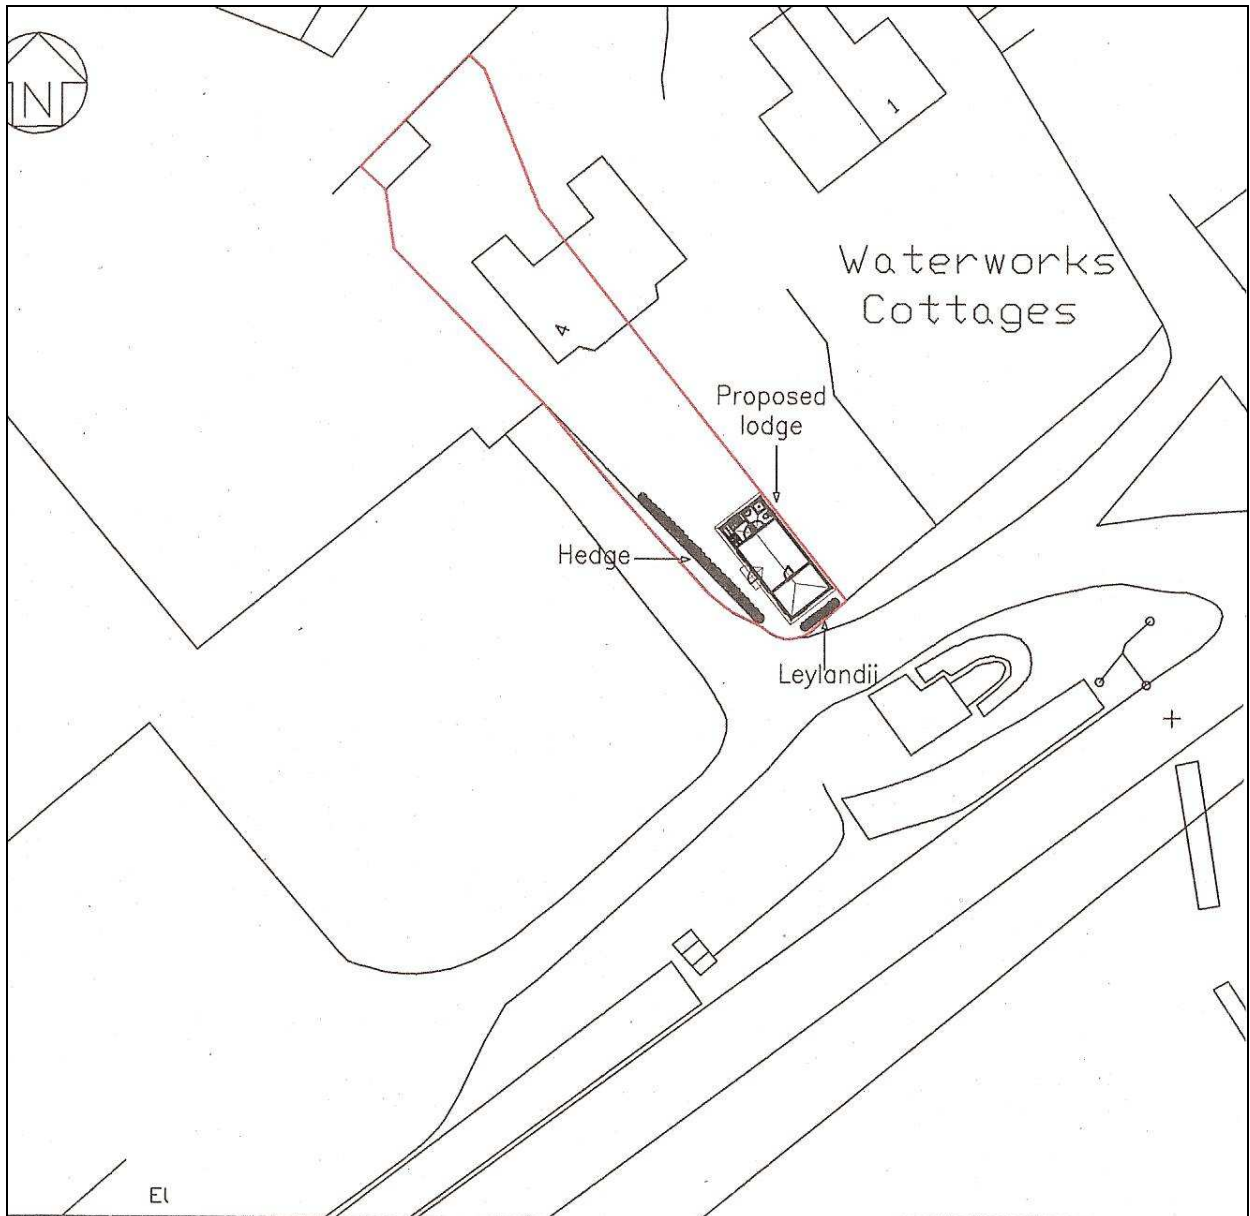 N
1
Waterworks
Cottages
4
Proposed
lodge
Hedge
Leylandii
El